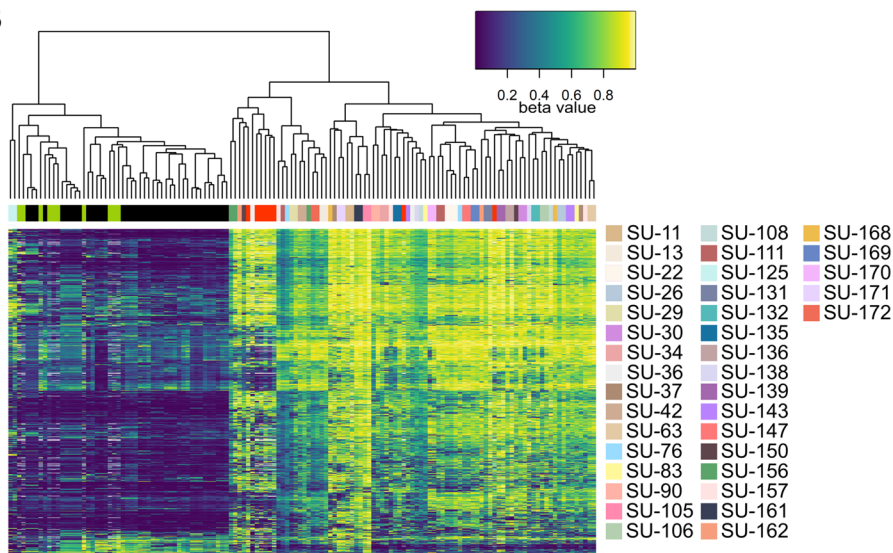 0.2 0.4 0.6 0.8
beta value
SU-11 SU-108 SU-168
SU-13 SU-111 SU-169
SU-22 SU-125 SU-170
SU-26 SU-131 SU-171
SU-29 SU-132 SU-172
SU-30 SU-135
SU-34 SU-136
SU-36 SU-138
SU-37 SU-139
SU-42 SU-143
SU-63 SU-147
SU-76 SU-150
SU-83 SU-156
SU-90 SU-157
SU-105 SU-161
SU-106 SU-162